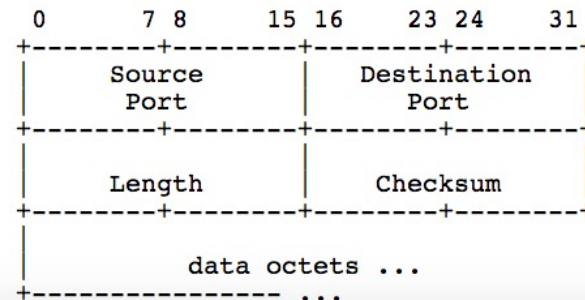 0 7 8 15 16 23 24 31
+--------+--------+--------+--------+
| Source | Destination |
| Port | Port |
+--------+--------+--------+--------+
| | |
| Length | Checksum |
+--------+--------+--------+--------+
|
| data octets ...
+---------------- ...